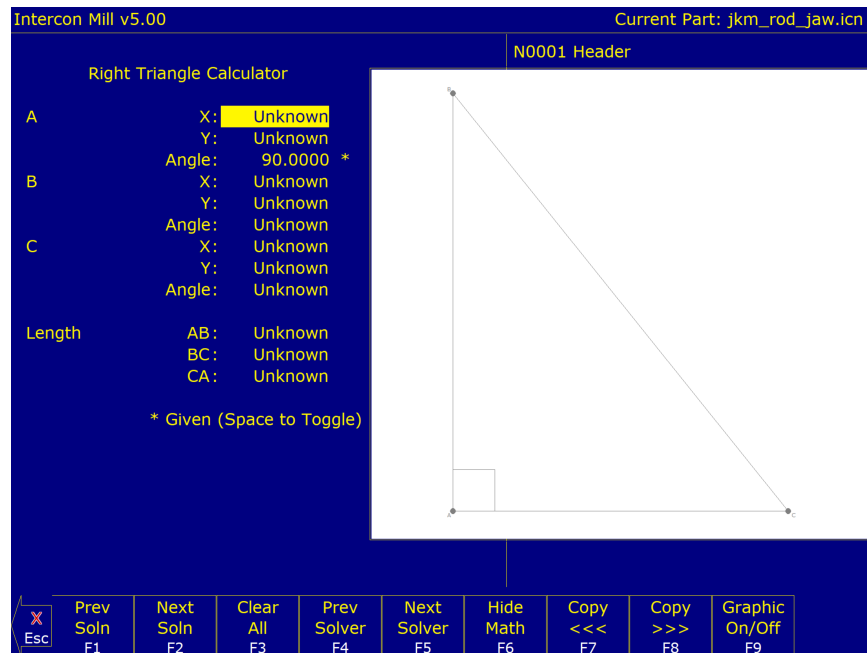 Intercon Mill v5.00 Current Part: jkm_rod_jaw.icn
N0001 Header
Right Triangle Calculator
A X: Unknown
Y: Unknown
Angle: 90.0000 *
B X: Unknown
Y: Unknown
Angle: Unknown
C X: Unknown
Y: Unknown
Angle: Unknown
Length AB: Unknown
BC: Unknown
CA: Unknown
* Given (Space to Toggle)
B
A C
X Esc
Prev Soln F1
Next Soln F2
Clear All F3
Prev Solver F4
Next Solver F5
Hide Math F6
Copy <<< F7
Copy >>> F8
Graphic On/Off F9